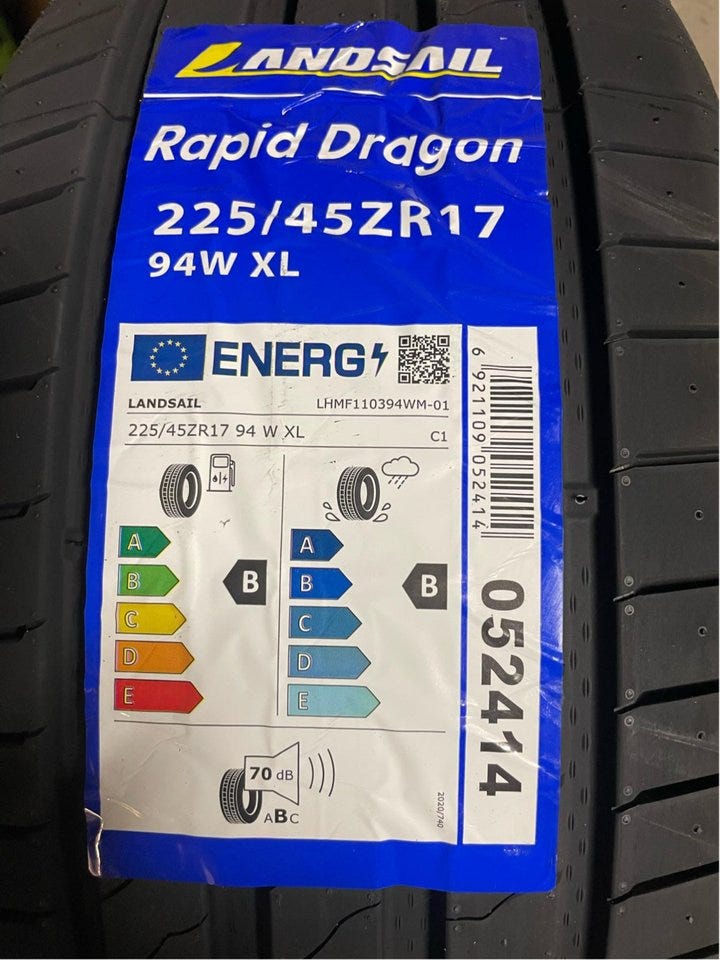 LANDSAIL
Rapid Dragon
225/45ZR17
94W XL
ENERG
LANDSAIL LHMF110394WM-01
225/45ZR17 94 W XL C1
A
B
C
D
E
B
A
B
C
D
E
B
70 dB
ABC
2020/740
6 921109 052414
052414